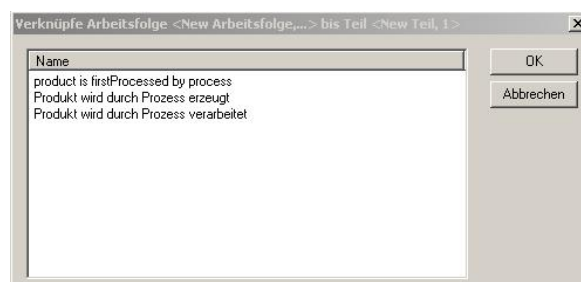 Verknüpfe Arbeitsfolge <New Arbeitsfolge,...> bis Teil <New Teil, 1>
Name
OK
product is firstProcessed by process
Abbrechen
Produkt wird durch Prozess erzeugt
Produkt wird durch Prozess verarbeitet